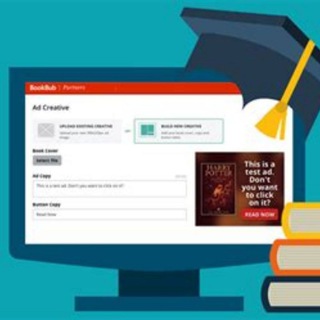 BookBub | Partners
Ad Creative
UPLOAD EXISTING CREATIVE
BUILD NEW CREATIVE
Book Cover
Select file
Ad Copy
This is a test ad. Don't you want to click on it?
Button Copy
Read Now
HARRY
POTTER
This is a
test ad.
Don't
you want
to click
on it?
READ NOW